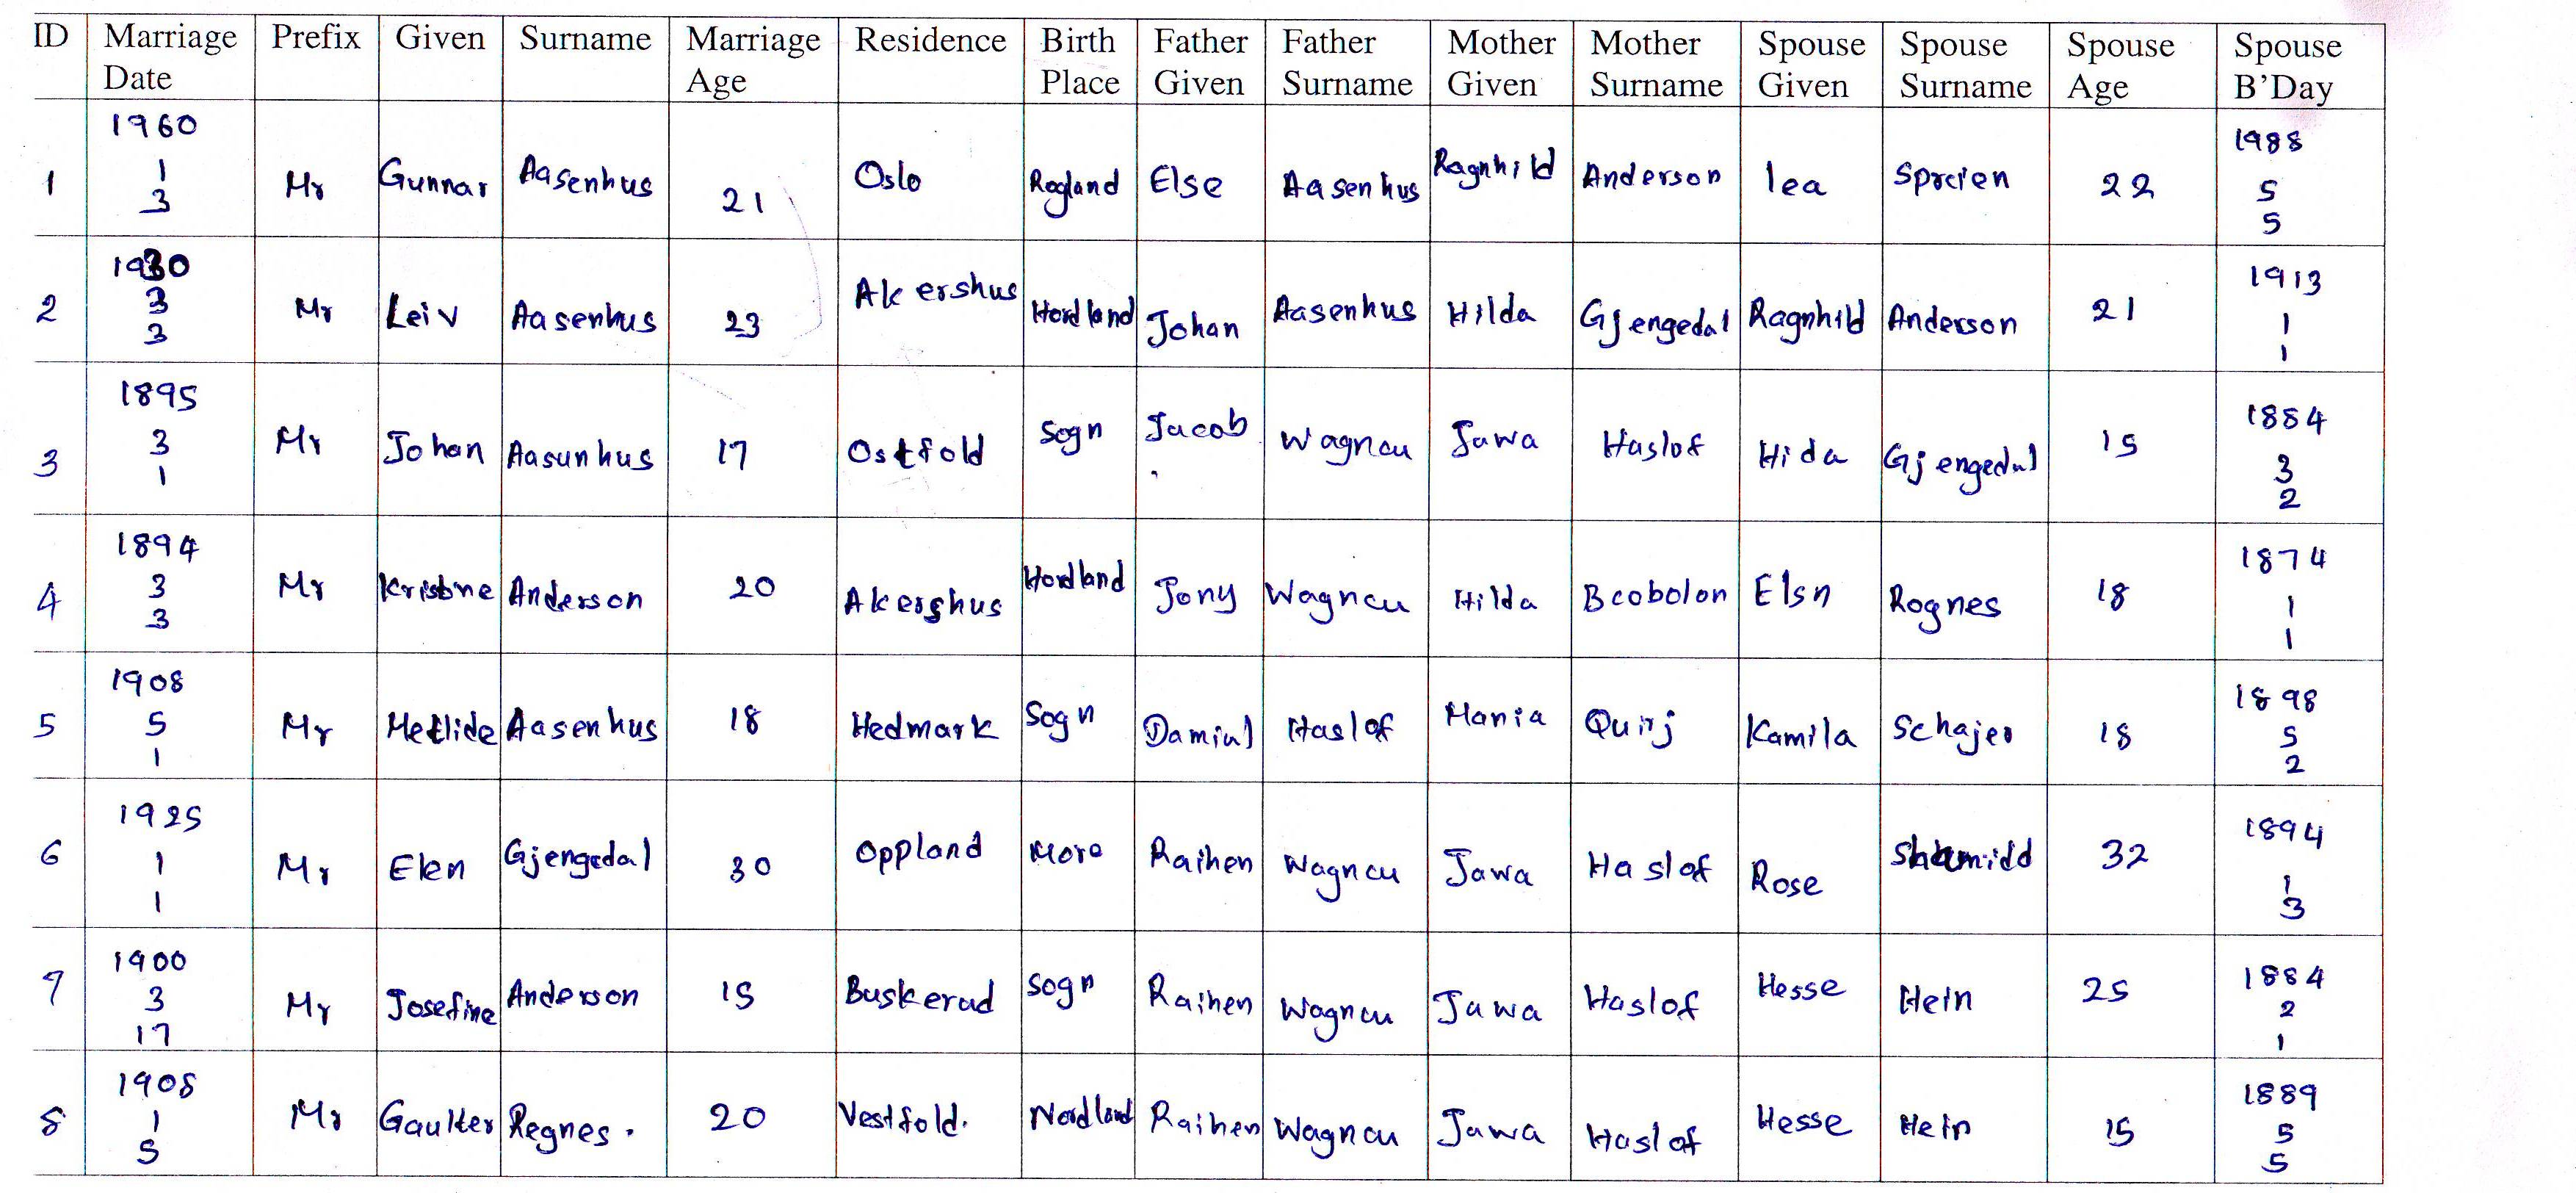 ID Marriage Date Prefix Given Surname Marriage Age Residence Birth Place Father Given Father Surname Mother Given Mother Surname Spouse Given Spouse Surname Spouse Age Spouse B'Day
1 1960 1 3 Mr Gunnar Aasenhus 21 Oslo Rogland Else Aasenhus Ragnhild Anderson lea Sprcien 22 1988 5 5
2 1930 3 3 Mr Leiv Aasenhus 23 Akershus Hordland Johan Aasenhus Hilda Gjengedal Ragnhild Anderson 21 1913 1 1
3 1895 3 1 Mr Johan Aasunhus 17 Ostfold Sogn Jacob Wagnau Jawa Haslof Hida Gjengedal 15 1884 3 2
4 1894 3 3 Mr Anderson 20 Akershus Hordland Jony Wagnau Hilda Bcobolon Elsn Rognes 18 1874 1 1
5 1908 5 1 Mr Metlide Aasenhus 18 Hedmark Sogn Damial Haslof Mania Quirj Kamila Schajer 18 1898 5 2
6 1925 1 1 Mr Elen Gjengedal 30 Oppland More Raihen Wagnau Jawa Haslof Rose 32 1894 1 3
7 1900 3 17 Mr Josefine Anderson 15 Buskerud Sogn Raihen Wagnau Jawa Haslof Hesse Hein 25 1884 2 1
8 1908 1 5 Mr Gaulter Regnes. 20 Vestfold. Nordland Raihen Wagnau Jawa Haslof Hesse Hein 15 1889 5 5